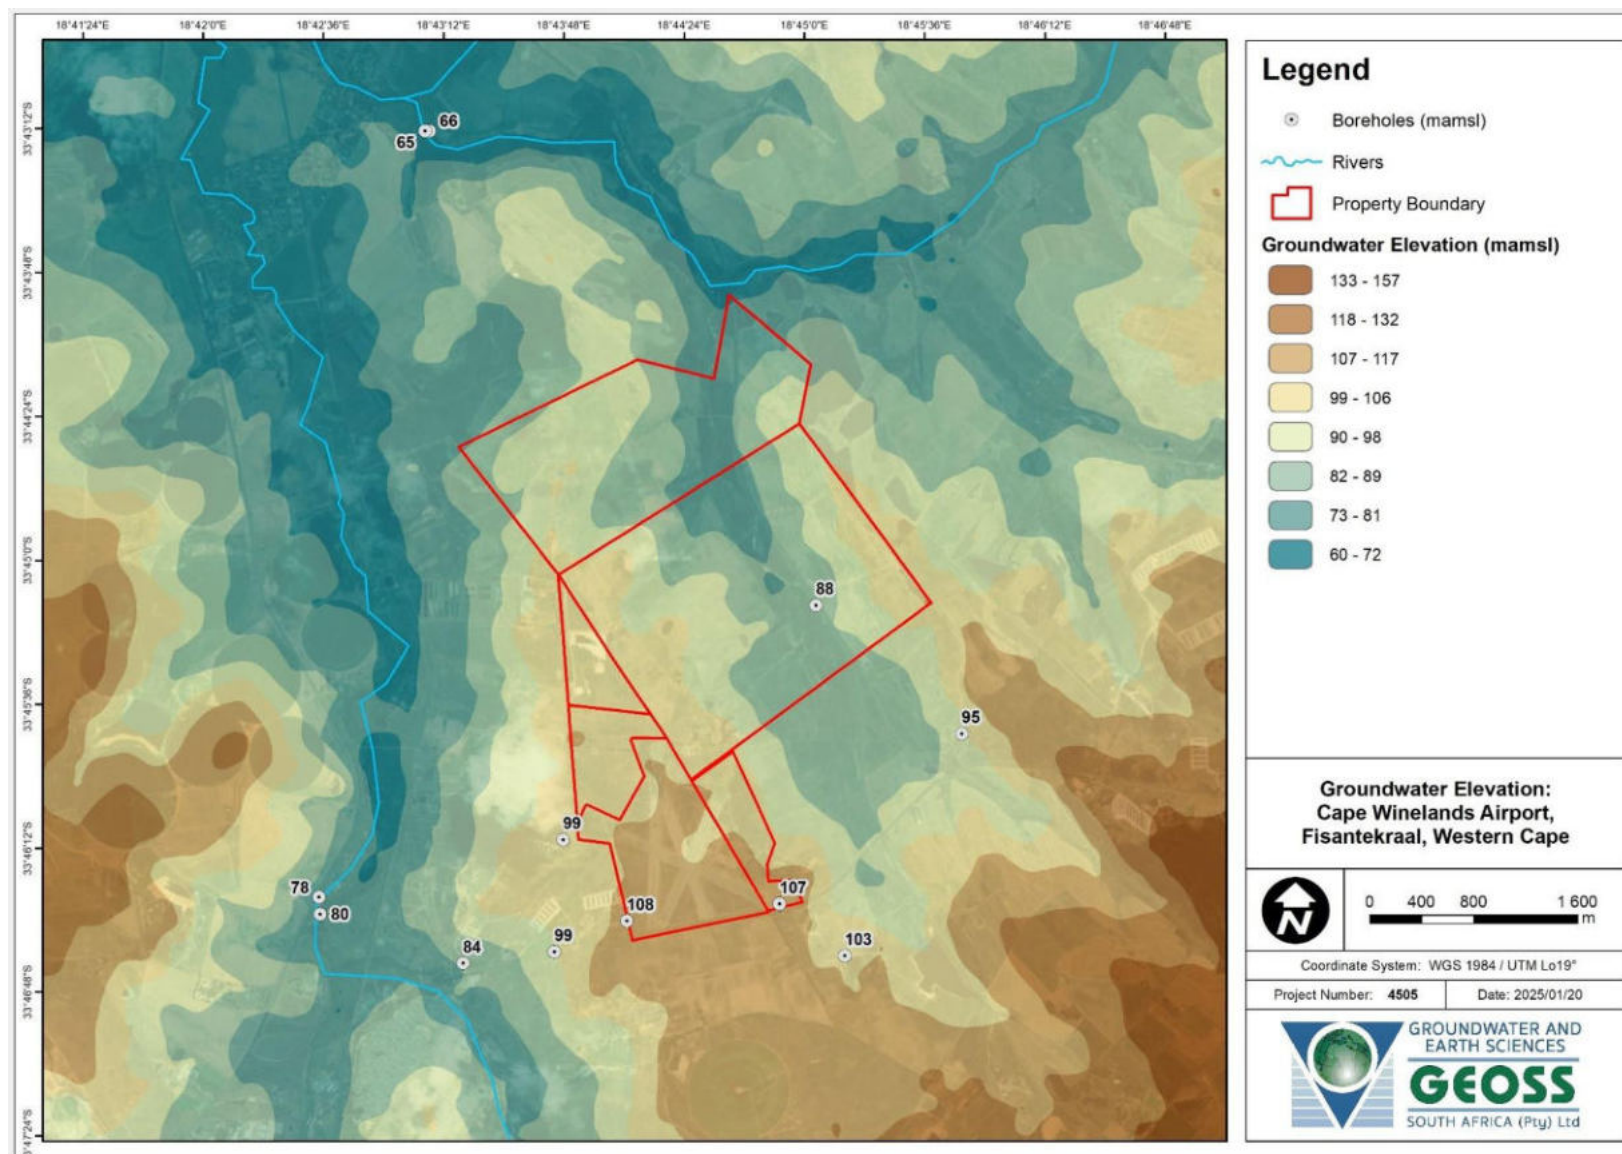 18°41'24"E 18°42'0"E 18°42'36"E 18°43'12"E 18°43'48"E 18°44'24"E 18°45'0"E 18°45'36"E 18°46'12"E 18°46'48"E
33°43'12"S
33°43'48"S
33°44'24"S
33°45'0"S
33°45'36"S
33°46'12"S
33°46'48"S
33°47'24"S
66
65
88
95
99
78
80
108
107
99
84
103
Legend
Boreholes (mamsl)
Rivers
Property Boundary
Groundwater Elevation (mamsl)
133 - 157
118 - 132
107 - 117
99 - 106
90 - 98
82 - 89
73 - 81
60 - 72
Groundwater Elevation:
Cape Winelands Airport,
Fisantekraal, Western Cape
N
0 400 800 1 600
m
Coordinate System: WGS 1984 / UTM Lo19°
Project Number: 4505 Date: 2025/01/20
GROUNDWATER AND
EARTH SCIENCES
GEOSS
SOUTH AFRICA (Pty) Ltd